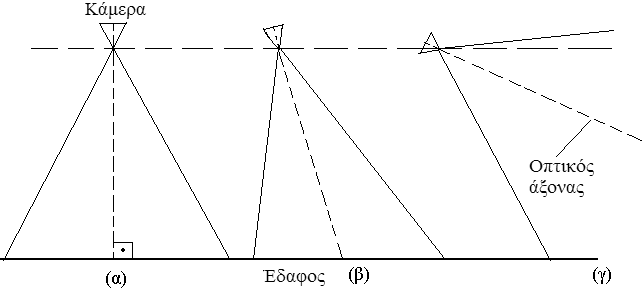 Κάμερα
Οπτικός
άξονας
(α)
Έδαφος
(β)
(γ)